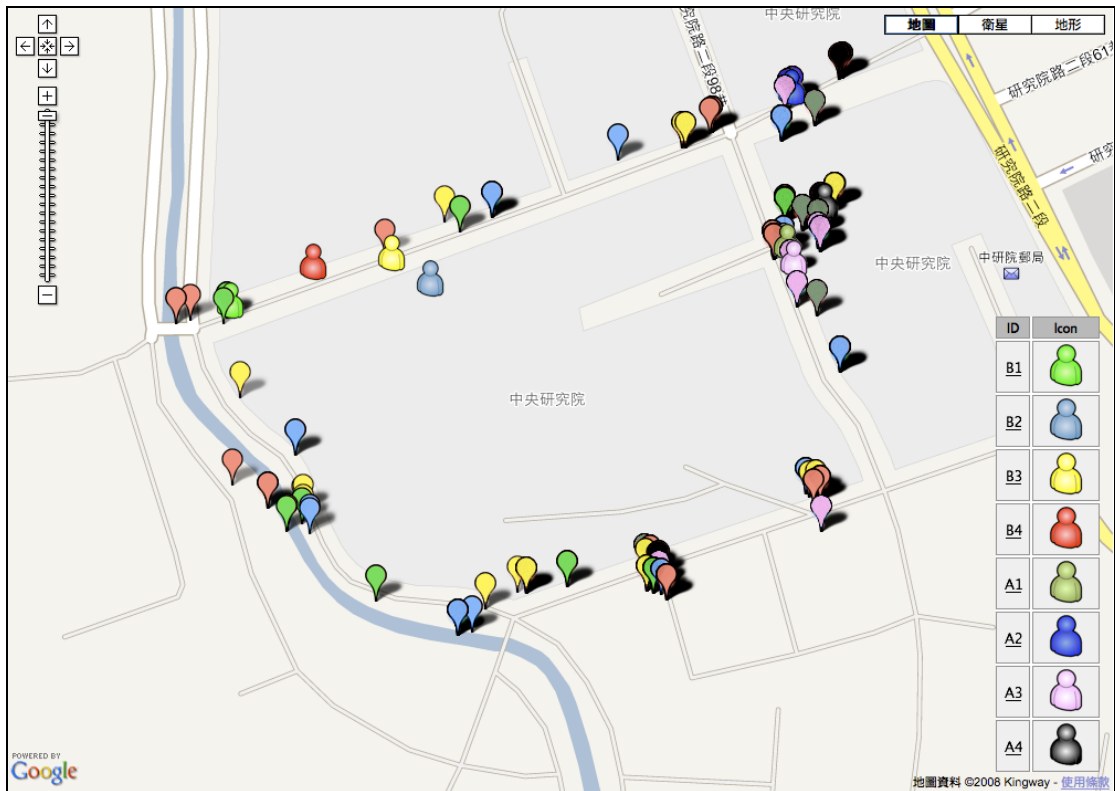 中央研究院
地圖 衛星 地形
研究院路二段98巷
研究院路二段61巷
研究院路二段
中研院郵局
中央研究院
中央研究院
ID Icon
B1
B2
B3
B4
A1
A2
A3
A4
POWERED BY
Google
地圖資料 ©2008 Kingway - 使用條款